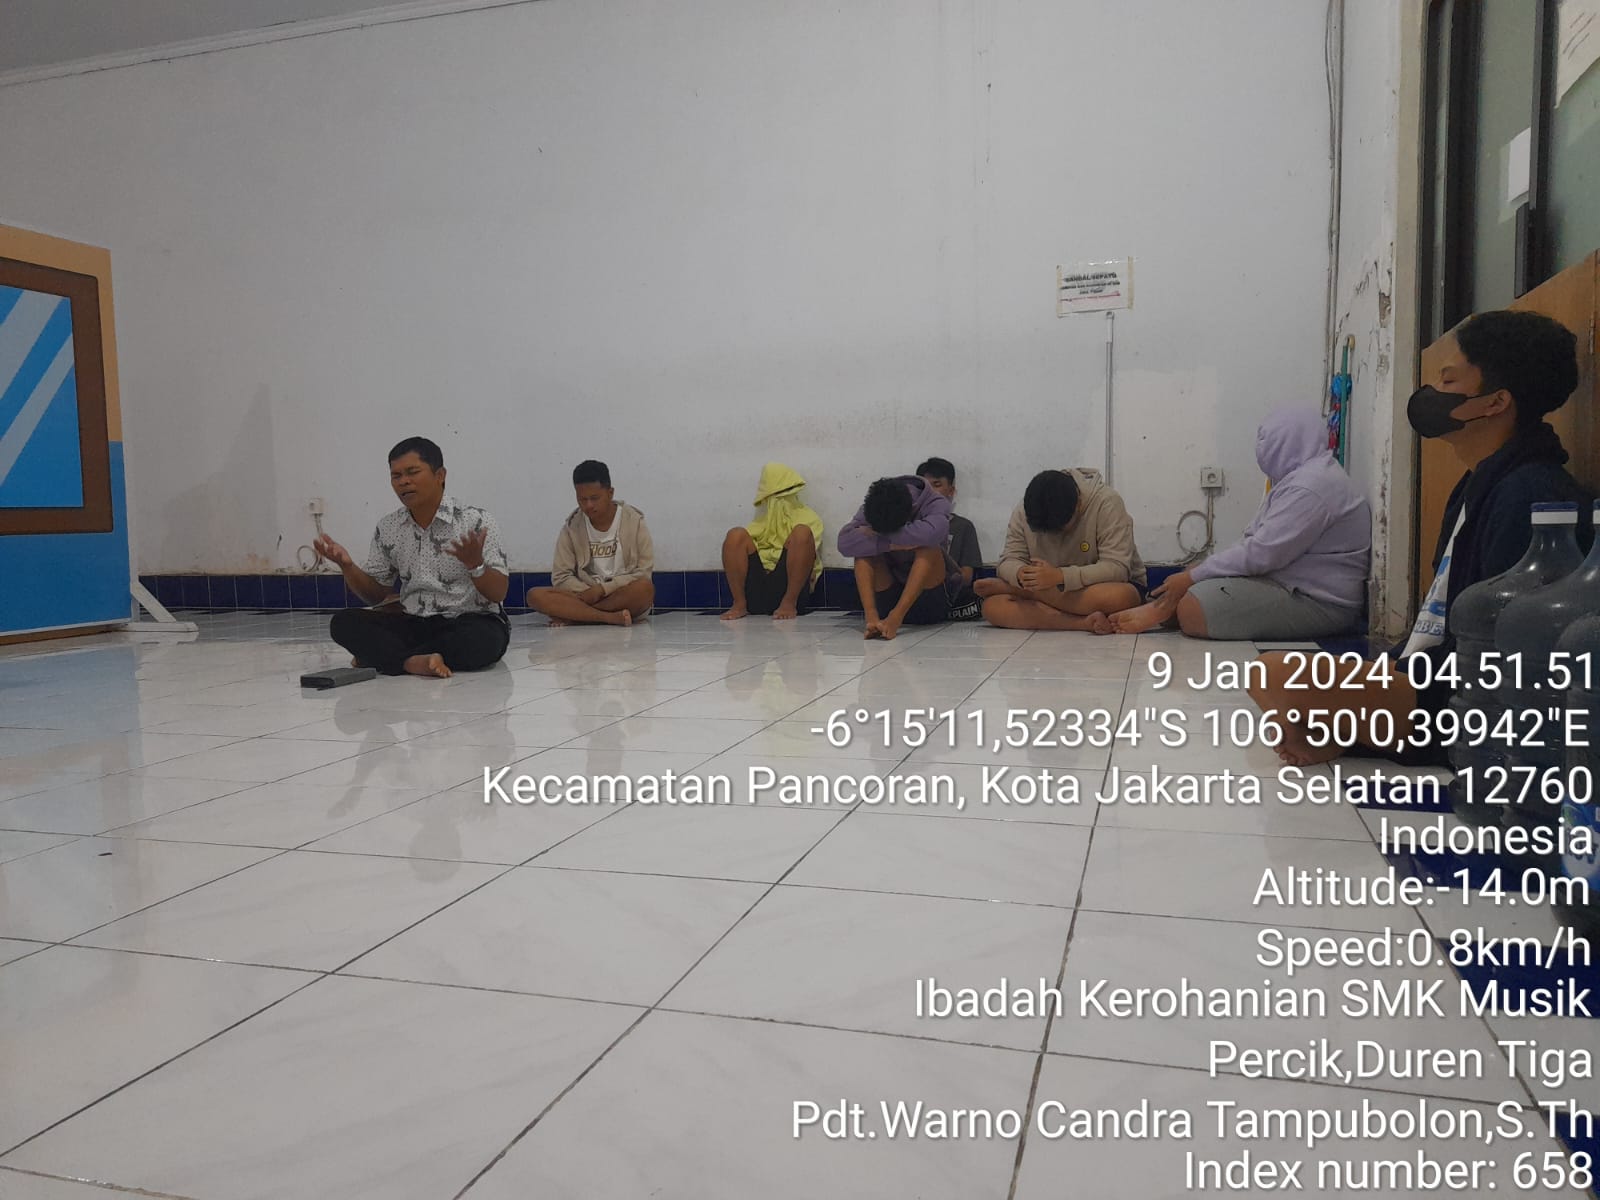 SANDAL/SEPATU
9 Jan 2024 04.51.51
-6°15'11,52334"S 106°50'0,39942"E
Kecamatan Pancoran, Kota Jakarta Selatan 12760
Indonesia
Altitude:-14.0m
Speed:0.8km/h
Ibadah Kerohanian SMK Musik
Percik,Duren Tiga
Pdt.Warno Candra Tampubolon,S.Th
Index number: 658